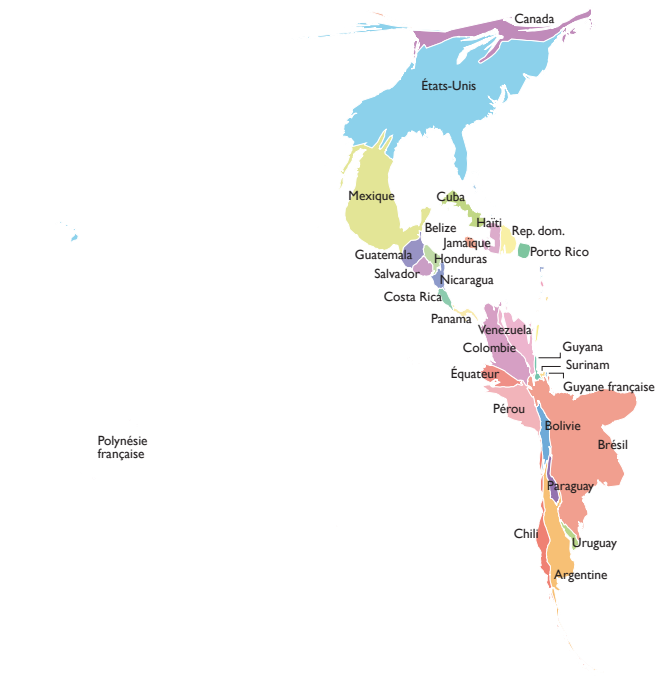 Canada
États-Unis
Mexique
Cuba
Haïti
Belize
Rep. dom.
Jamaïque
Porto Rico
Guatemala
Honduras
Salvador
Nicaragua
Costa Rica
Panama
Venezuela
Colombie
Guyana
Surinam
Équateur
Guyane française
Pérou
Bolivie
Polynésie
française
Brésil
Paraguay
Chili
Uruguay
Argentine